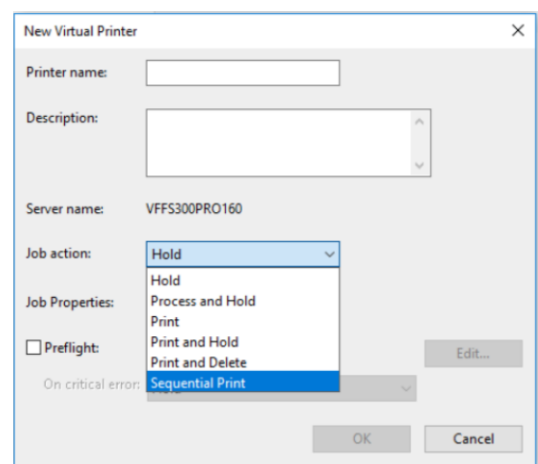 New Virtual Printer
Printer name:
Description:
Server name: VFFS300PRO160
Job action: Hold
Hold
Job Properties: Process and Hold
Print
Preflight: Print and Hold Edit...
Print and Delete
On critical error: Sequential Print
OK Cancel